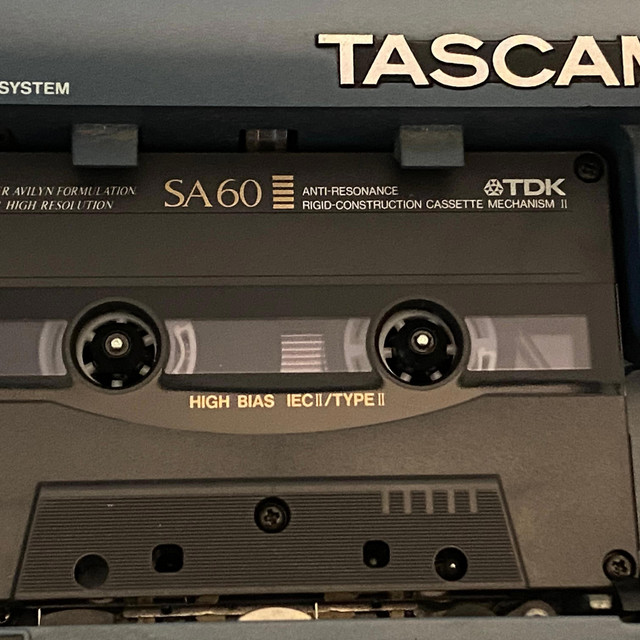 TASCAM
SYSTEM
R AVILYN FORMULATION
HIGH RESOLUTION
SA60
ANTI-RESONANCE
RIGID-CONSTRUCTION CASSETTE MECHANISM II
TDK
HIGH BIAS IECII/TYPEII